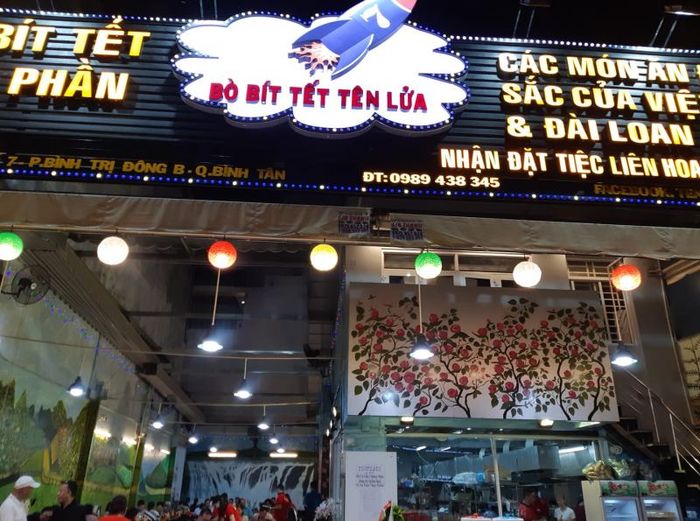 BÍT TẾT
PHẦN
7
BÒ BÍT TẾT TÊN LỬA
CÁC MÓN ĂN
SẮC CỦA VIỆ
& ĐÀI LOAN
NHẬN ĐẶT TIỆC LIÊN HOA
7 - P.BÌNH TRỊ ĐÔNG B - Q.BÌNH TÂN
ĐT: 0989 438 345
FACEBOOK